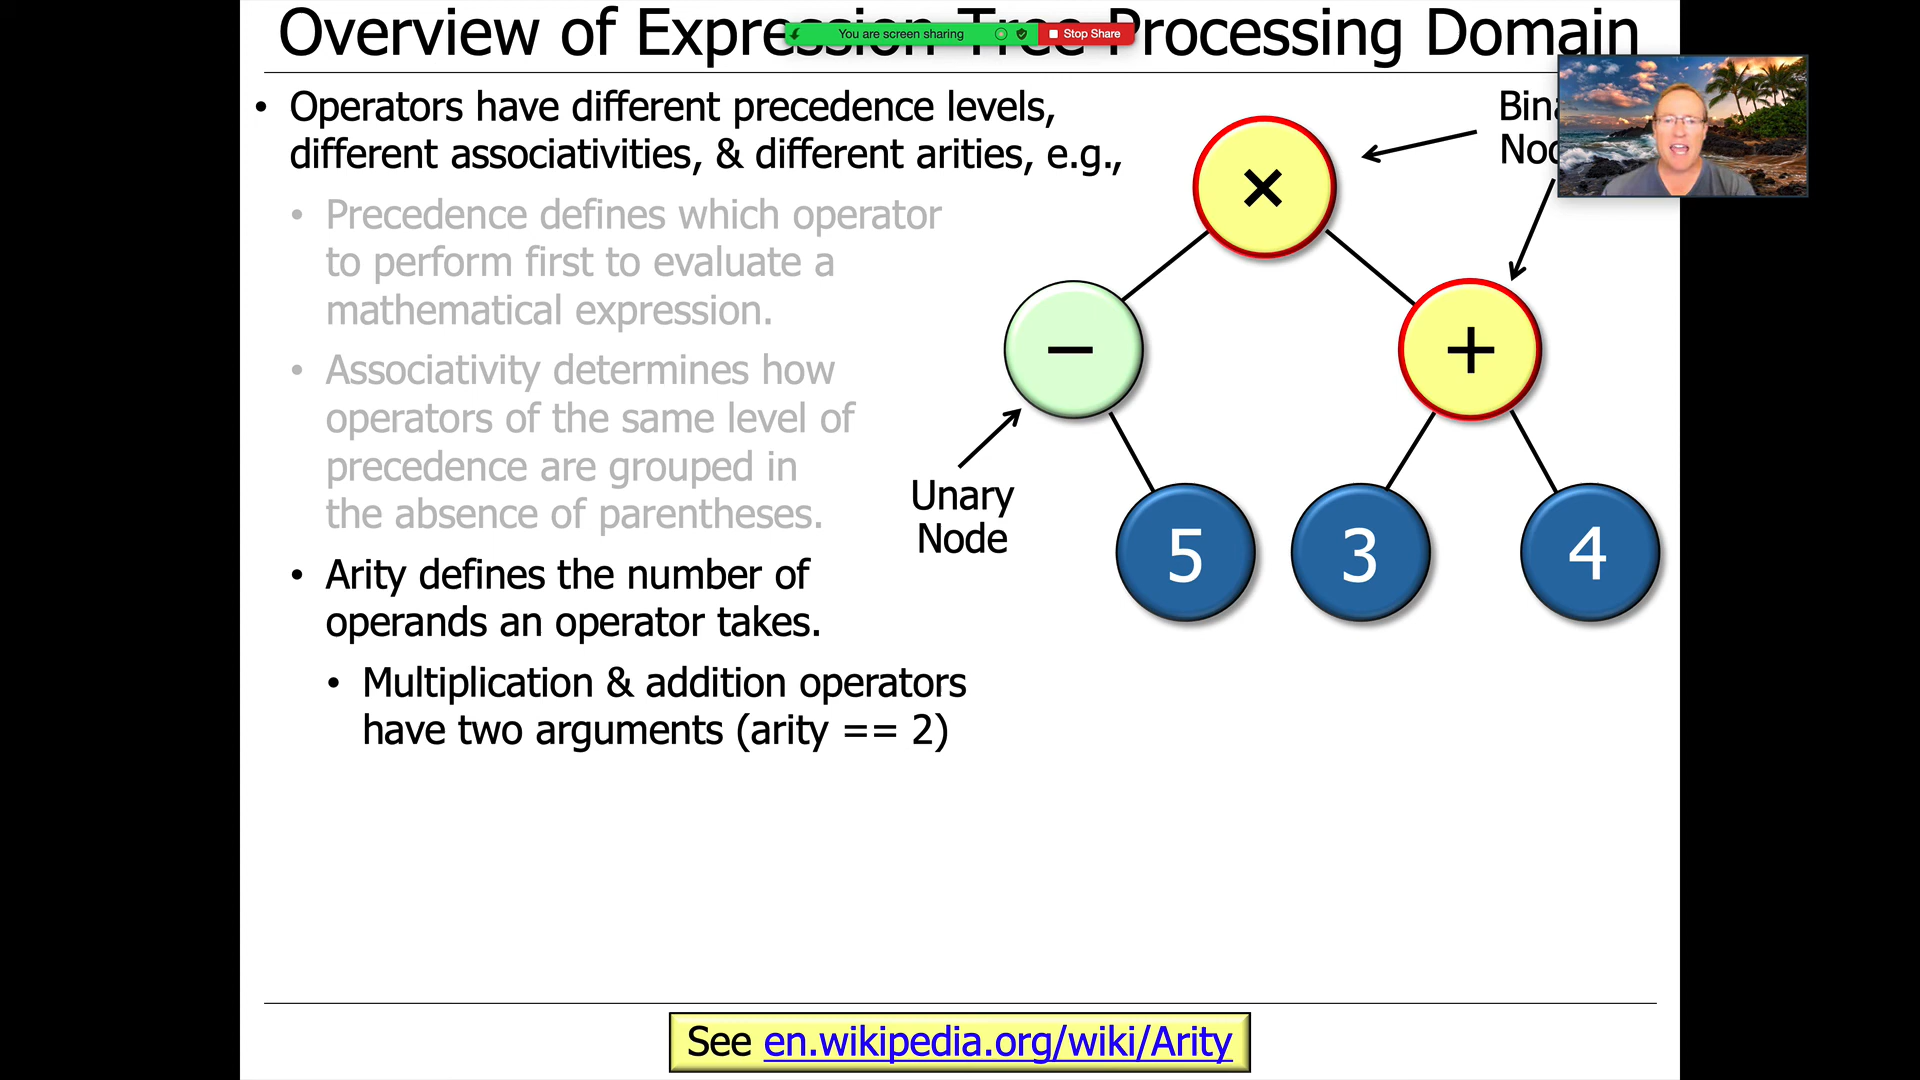 Overview of Expression Tree Processing Domain
You are screen sharing
Stop Share
• Operators have different precedence levels,
different associativities, & different arities, e.g.,
• Precedence defines which operator
to perform first to evaluate a
mathematical expression.
• Associativity determines how
operators of the same level of
precedence are grouped in
the absence of parentheses.
• Arity defines the number of
operands an operator takes.
• Multiplication & addition operators
have two arguments (arity == 2)
×
−
+
5
3
4
Unary
Node
See en.wikipedia.org/wiki/Arity